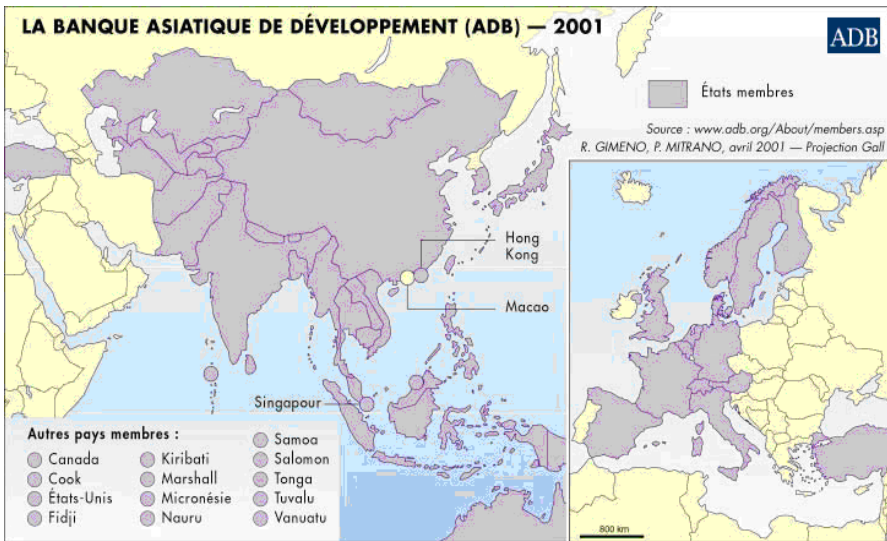 LA BANQUE ASIATIQUE DE DÉVELOPPEMENT (ADB) — 2001
ADB
États membres
Source : www.adb.org/About/members.asp
R. GIMENO, P. MITRANO, avril 2001 — Projection Gall
Hong
Kong
Macao
Singapour
Autres pays membres :
Canada
Cook
États-Unis
Fidji
Kiribati
Marshall
Micronésie
Nauru
Samoa
Salomon
Tonga
Tuvalu
Vanuatu
800 km